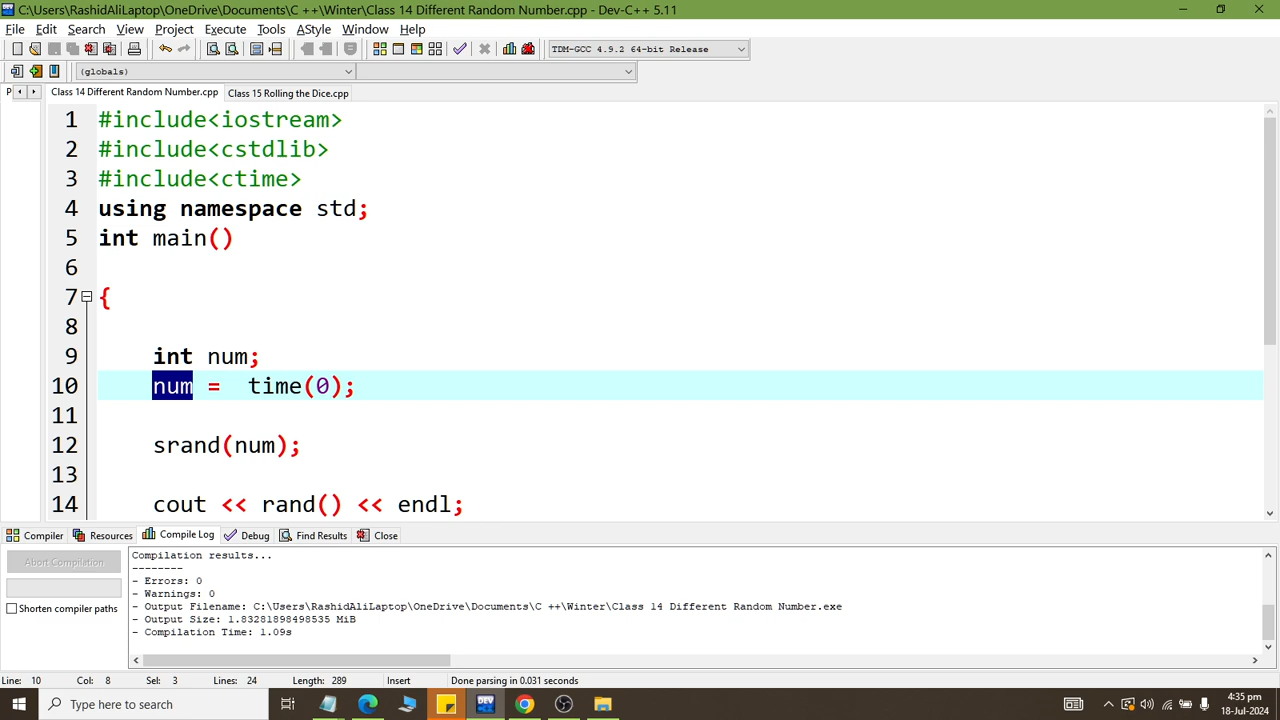 C:\Users\RashidAliLaptop\OneDrive\Documents\C ++\Winter\Class 14 Different Random Number.cpp - Dev-C++ 5.11
File Edit Search View Project Execute Tools AStyle Window Help
TDM-GCC 4.9.2 64-bit Release
(globals)
P Class 14 Different Random Number.cpp Class 15 Rolling the Dice.cpp
1 #include<iostream>
2 #include<cstdlib>
3 #include<ctime>
4 using namespace std;
5 int main()
6
7 {
8
9 int num;
10 num = time(0);
11
12 srand(num);
13
14 cout << rand() << endl;
Compiler Resources Compile Log Debug Find Results Close
Abort Compilation
Shorten compiler paths
Compilation results...
--------
- Errors: 0
- Warnings: 0
- Output Filename: C:\Users\RashidAliLaptop\OneDrive\Documents\C ++\Winter\Class 14 Different Random Number.exe
- Output Size: 1.83281898498535 MiB
- Compilation Time: 1.09s
Line: 10 Col: 8 Sel: 3 Lines: 24 Length: 289 Insert Done parsing in 0.031 seconds
Type here to search
DEV
4:35 pm
18-Jul-2024